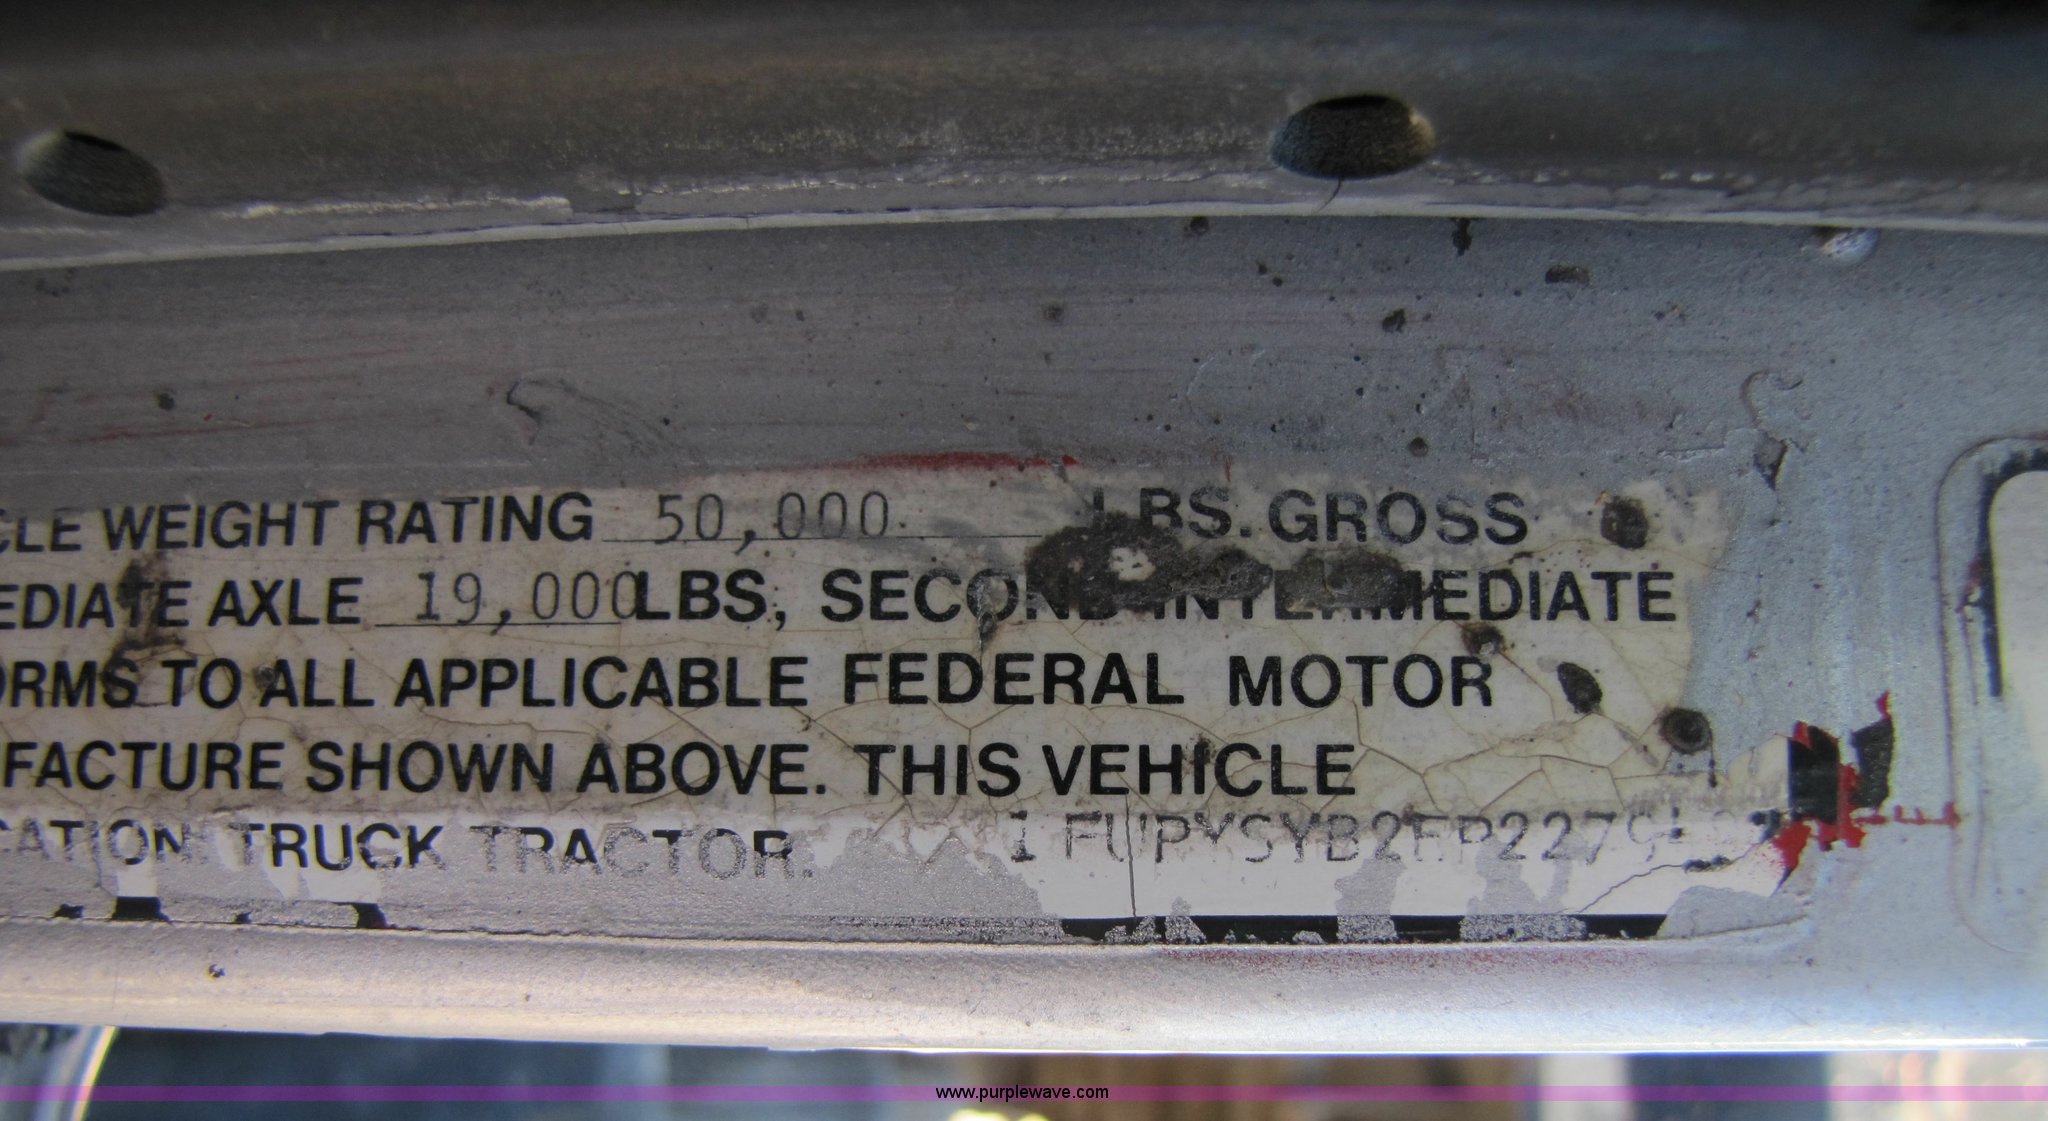 CLE WEIGHT RATING 50,000 LBS. GROSS
EDIATE AXLE 19,000 LBS, SECOND INTERMEDIATE
ORMS TO ALL APPLICABLE FEDERAL MOTOR
FACTURE SHOWN ABOVE. THIS VEHICLE
CATION: TRUCK TRACTOR.
www.purplewave.com